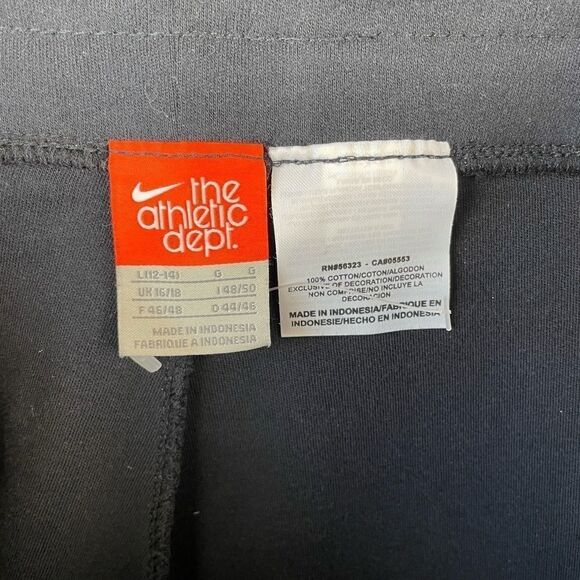 the
athletic
dept.
L(12-14) G G
UK 16/18 I 48/50
F 46/48 D 44/46
MADE IN INDONESIA
FABRIQUE A INDONESIA
RN#56323 - CA#05553
100% COTTON/COTON/ALGODON
EXCLUSIVE OF DECORATION/DECORATION
NON COMPRISE/NO INCLUYE LA
DECORACION
MADE IN INDONESIA/FABRIQUE EN
INDONESIE/HECHO EN INDONESIA